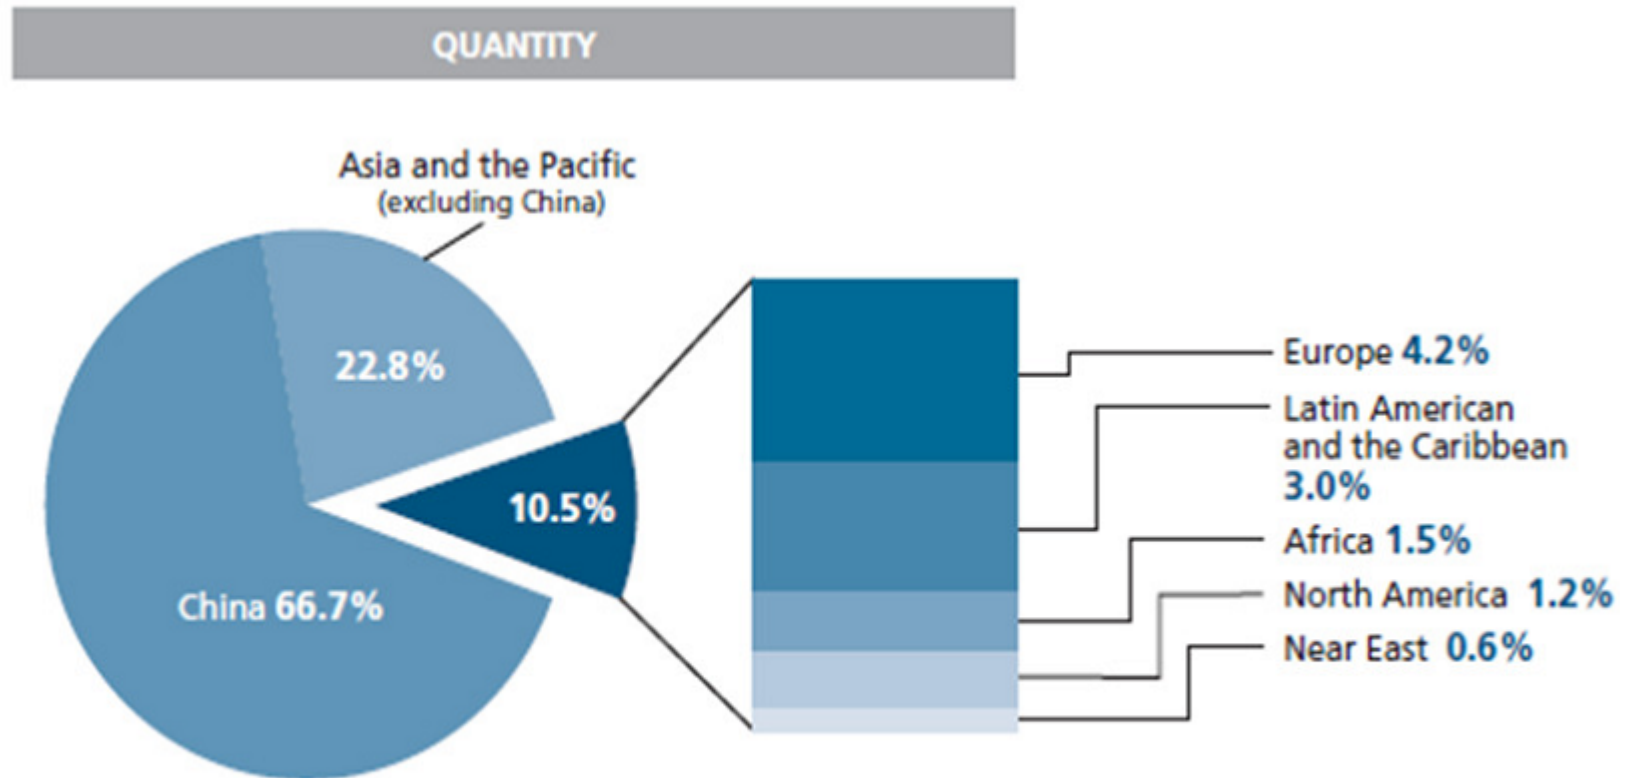 QUANTITY
Asia and the Pacific
(excluding China)
22.8%
10.5%
China 66.7%
Europe 4.2%
Latin American
and the Caribbean
3.0%
Africa 1.5%
North America 1.2%
Near East 0.6%